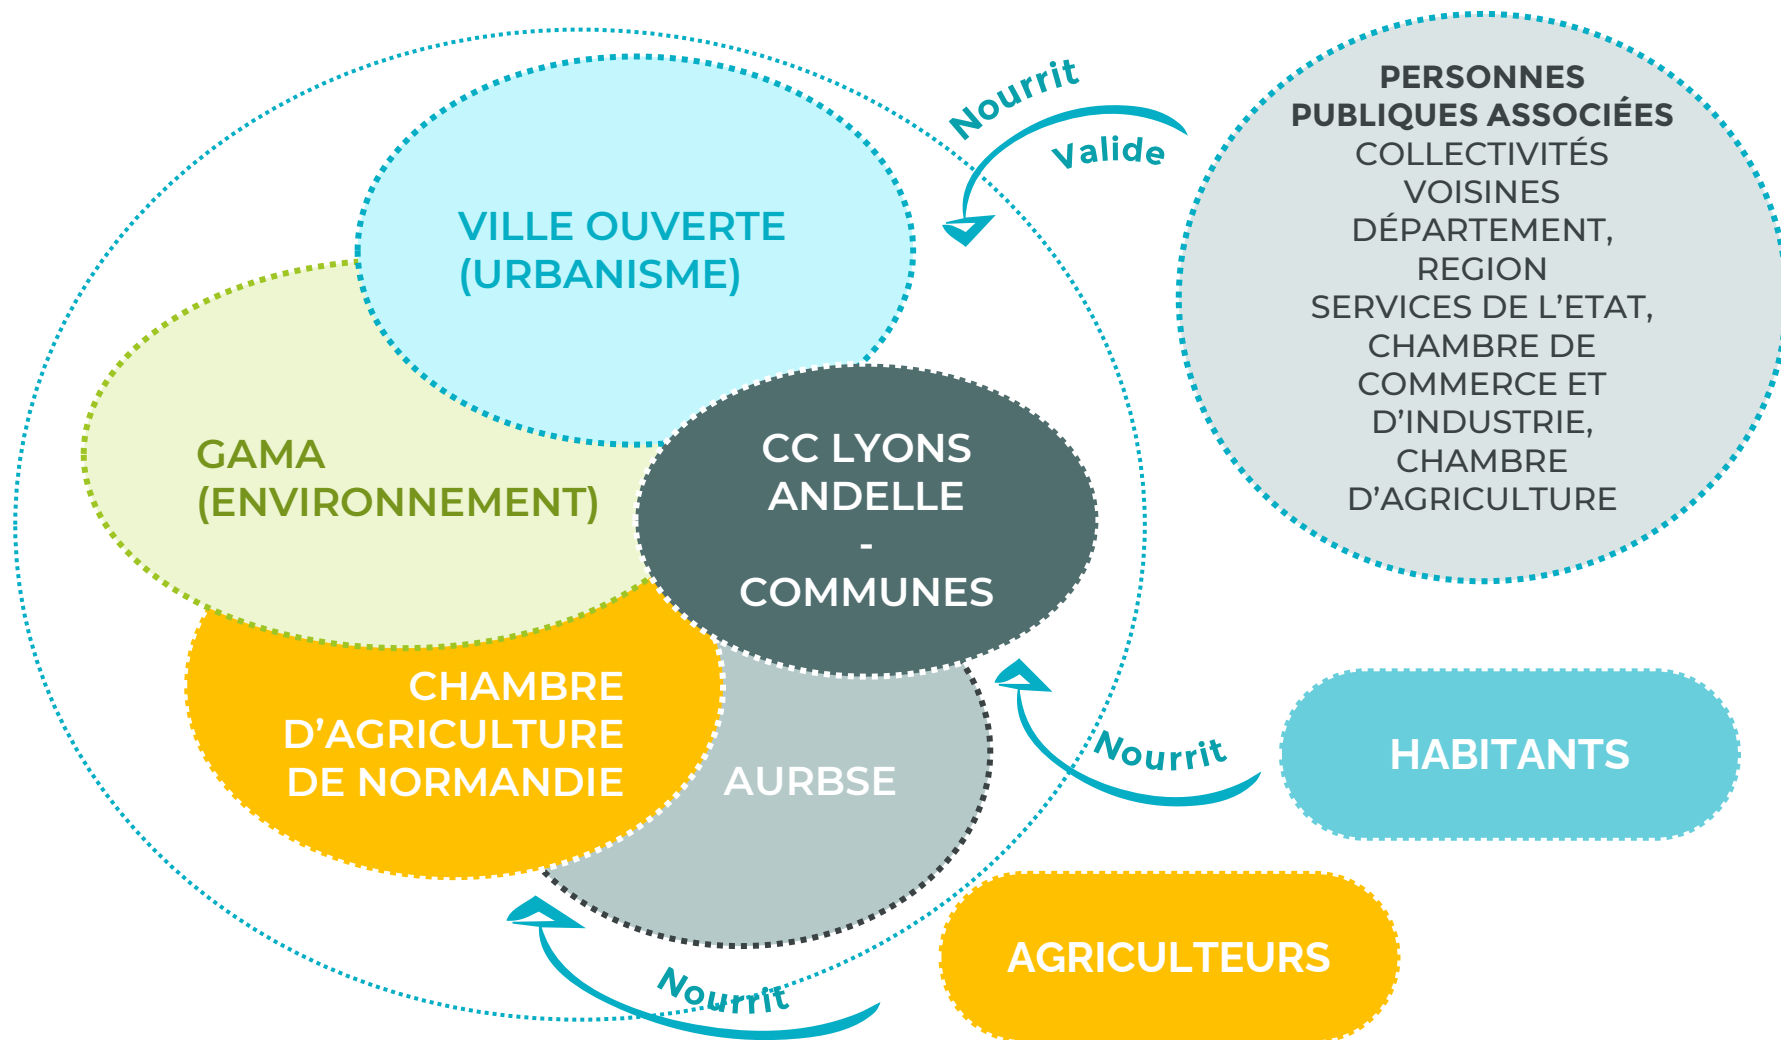 VILLE OUVERTE
(URBANISME)
GAMA
(ENVIRONNEMENT)
CC LYONS
ANDELLE
-
COMMUNES
CHAMBRE
D’AGRICULTURE
DE NORMANDIE
AURBSE
Nourrit
Valide
PERSONNES
PUBLIQUES ASSOCIÉES
COLLECTIVITÉS
VOISINES
DÉPARTEMENT,
REGION
SERVICES DE L’ETAT,
CHAMBRE DE
COMMERCE ET
D’INDUSTRIE,
CHAMBRE
D’AGRICULTURE
Nourrit
HABITANTS
Nourrit
AGRICULTEURS